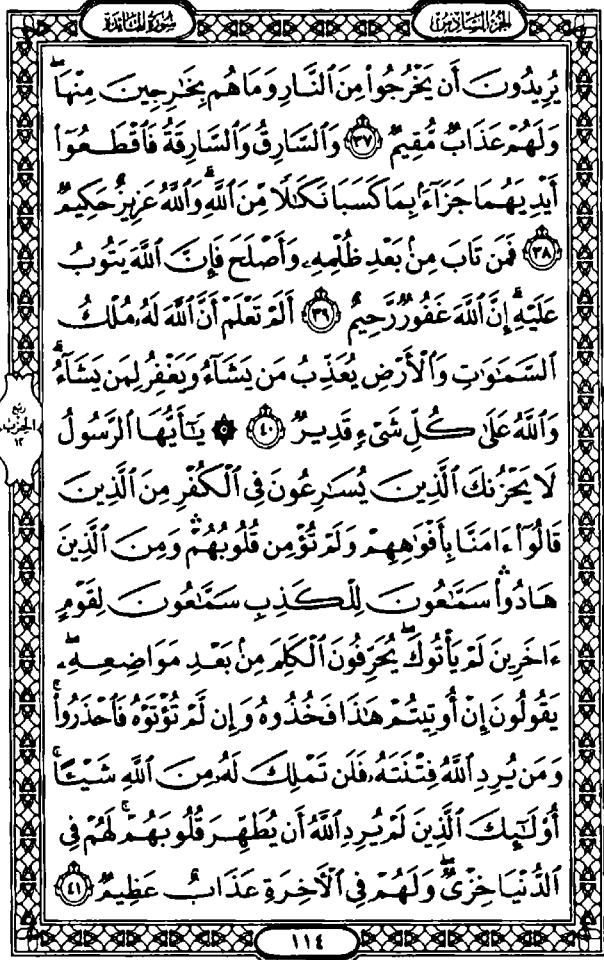 سورة المائدة
الجزء السادس
يُرِيدُونَ أَن يَخْرُجُوا۟ مِنَ ٱلنَّارِ وَمَا هُم بِخَٰرِجِينَ مِنْهَا ۖ
وَلَهُمْ عَذَابٌ مُّقِيمٌ ٣٧ وَٱلسَّارِقُ وَٱلسَّارِقَةُ فَٱقْطَعُوٓا۟
أَيْدِيَهُمَا جَزَآءًۢ بِمَا كَسَبَا نَكَٰلًا مِّنَ ٱللَّهِ ۗ وَٱللَّهُ عَزِيزٌ حَكِيمٌ
٣٨ فَمَن تَابَ مِنۢ بَعْدِ ظُلْمِهِۦ وَأَصْلَحَ فَإِنَّ ٱللَّهَ يَتُوبُ
عَلَيْهِ ۗ إِنَّ ٱللَّهَ غَفُورٌ رَّحِيمٌ ٣٩ أَلَمْ تَعْلَمْ أَنَّ ٱللَّهَ لَهُۥ مُلْكُ
ٱلسَّمَٰوَٰتِ وَٱلْأَرْضِ يُعَذِّبُ مَن يَشَآءُ وَيَغْفِرُ لِمَن يَشَآءُ ۗ
وَٱللَّهُ عَلَىٰ كُلِّ شَىْءٍ قَدِيرٌ ٤٠ ۞ يَٰٓأَيُّهَا ٱلرَّسُولُ
لَا يَحْزُنكَ ٱلَّذِينَ يُسَٰرِعُونَ فِى ٱلْكُفْرِ مِنَ ٱلَّذِينَ
قَالُوٓا۟ ءَامَنَّا بِأَفْوَٰهِهِمْ وَلَمْ تُؤْمِن قُلُوبُهُمْ ۛ وَمِنَ ٱلَّذِينَ
هَادُوا۟ ۛ سَمَّٰعُونَ لِلْكَذِبِ سَمَّٰعُونَ لِقَوْمٍ
ءَاخَرِينَ لَمْ يَأْتُوكَ ۖ يُحَرِّفُونَ ٱلْكَلِمَ مِنۢ بَعْدِ مَوَاضِعِهِۦ ۖ
يَقُولُونَ إِنْ أُوتِيتُمْ هَٰذَا فَخُذُوهُ وَإِن لَّمْ تُؤْتَوْهُ فَٱحْذَرُوا۟ ۚ
وَمَن يُرِدِ ٱللَّهُ فِتْنَتَهُۥ فَلَن تَمْلِكَ لَهُۥ مِنَ ٱللَّهِ شَيْـًٔا ۚ
أُو۟لَٰٓئِكَ ٱلَّذِينَ لَمْ يُرِدِ ٱللَّهُ أَن يُطَهِّرَ قُلُوبَهُمْ ۚ لَهُمْ فِى
ٱلدُّنْيَا خِزْىٌ ۖ وَلَهُمْ فِى ٱلْءَاخِرَةِ عَذَابٌ عَظِيمٌ ٤١
ربع
الحزب
١٢
١١٤